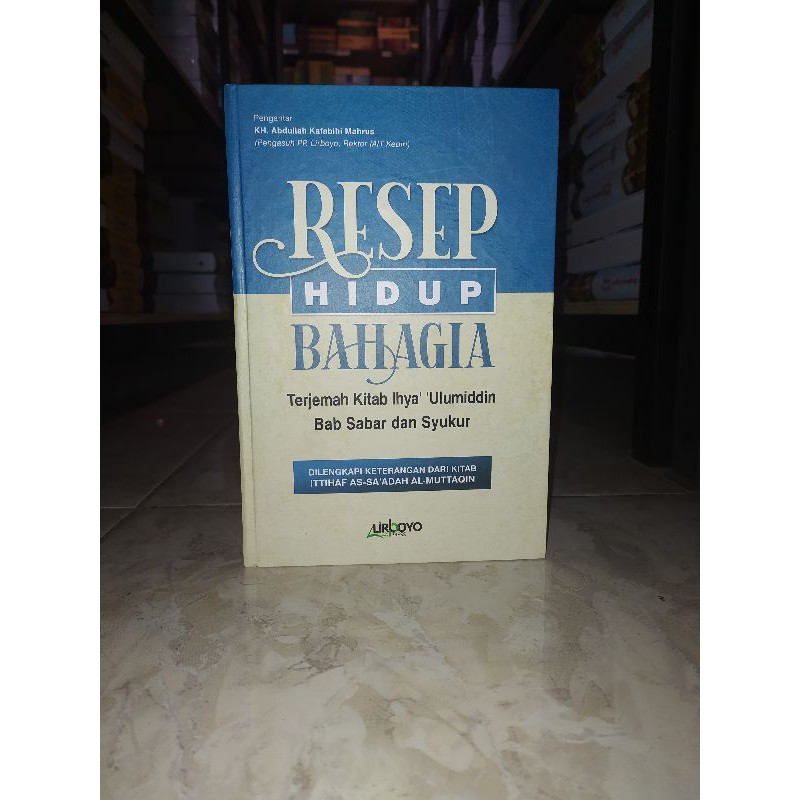 Pengantar
KH. Abdullah Kafabihi Mahrus
(Pengasuh PP. Lirboyo, Rektor IAIT Kediri)
RESEP
HIDUP
BAHAGIA
Terjemah Kitab Ihya' 'Ulumiddin
Bab Sabar dan Syukur
DILENGKAPI KETERANGAN DARI KITAB
ITTIHAF AS-SA'ADAH AL-MUTTAQIN
LIRBOYO
PRESS